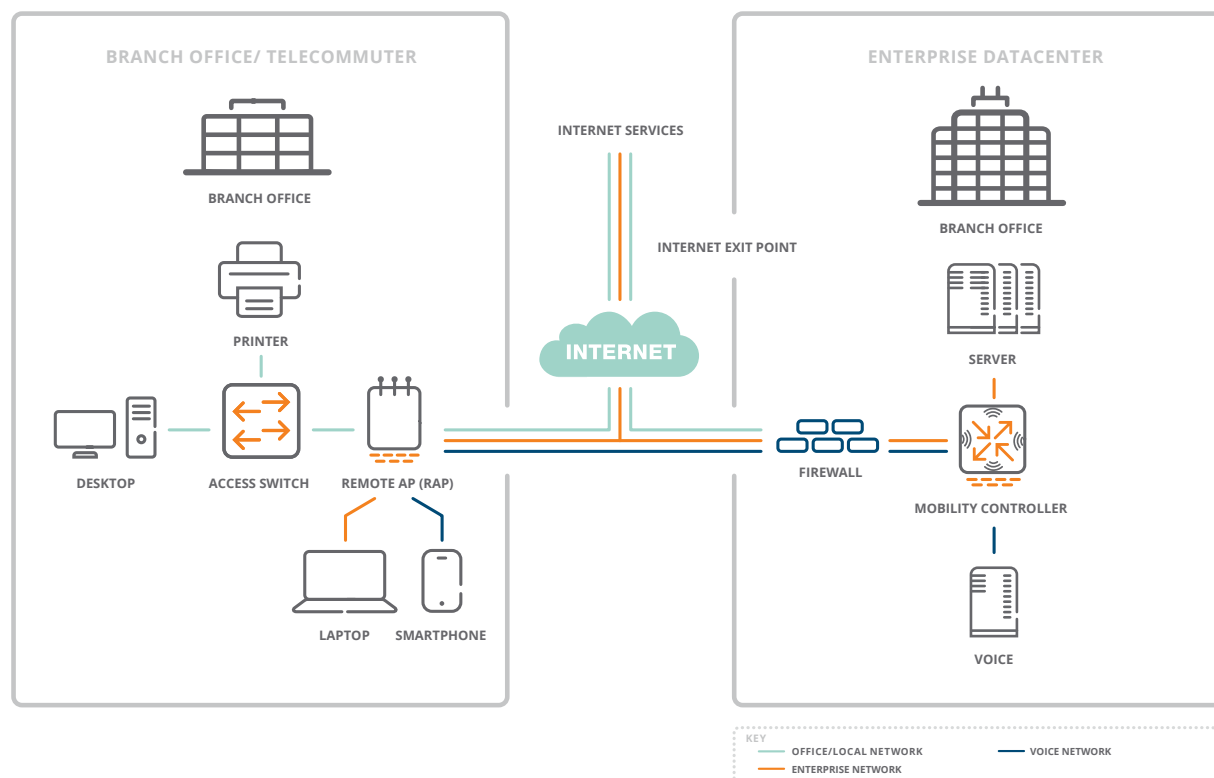 BRANCH OFFICE/ TELECOMMUTER
BRANCH OFFICE
PRINTER
DESKTOP
ACCESS SWITCH
REMOTE AP (RAP)
LAPTOP
SMARTPHONE
INTERNET SERVICES
INTERNET EXIT POINT
INTERNET
ENTERPRISE DATACENTER
BRANCH OFFICE
SERVER
FIREWALL
MOBILITY CONTROLLER
VOICE
KEY
OFFICE/LOCAL NETWORK
VOICE NETWORK
ENTERPRISE NETWORK